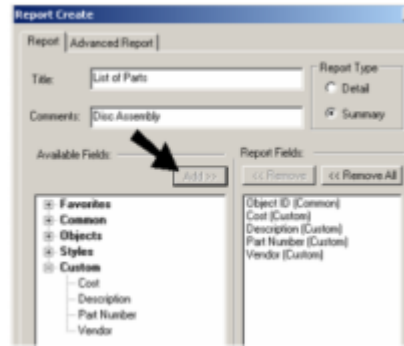 Report Create
Report
Advanced Report
Title:
List of Parts
Report Type
Detail
Summary
Comments:
Disc Assembly
Available Fields:
Add >>
Report Fields:
<< Remove
<< Remove All
Favorites
Common
Objects
Styles
Custom
Cost
Description
Part Number
Vendor
Object ID (Common)
Cost (Custom)
Description (Custom)
Part Number (Custom)
Vendor (Custom)